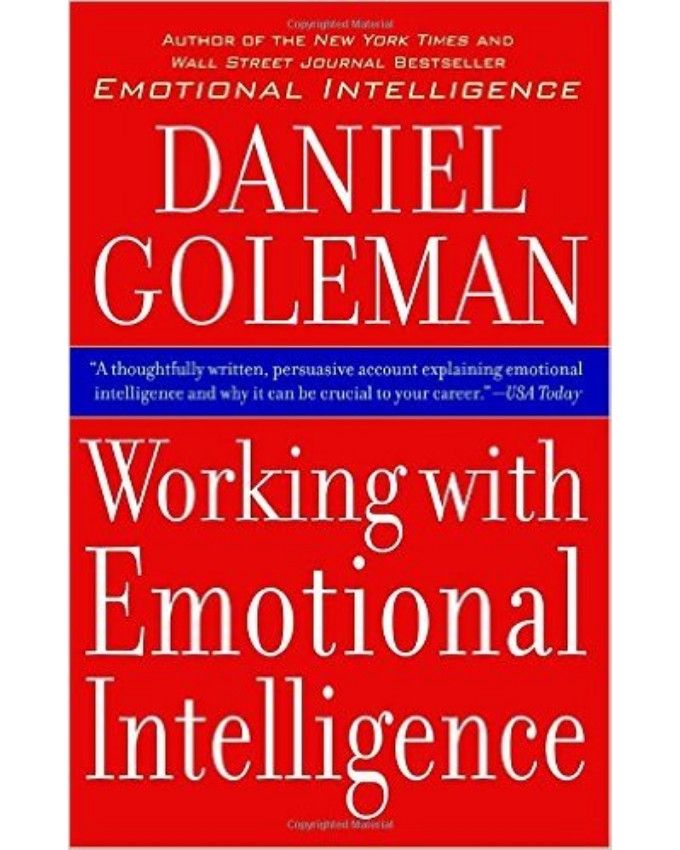 Copyrighted Material
AUTHOR OF THE NEW YORK TIMES AND
WALL STREET JOURNAL BESTSELLER
EMOTIONAL INTELLIGENCE
DANIEL
GOLEMAN
“A thoughtfully written, persuasive account explaining emotional
intelligence and why it can be crucial to your career.”—USA Today
Working with
Emotional
Intelligence
Copyrighted Material